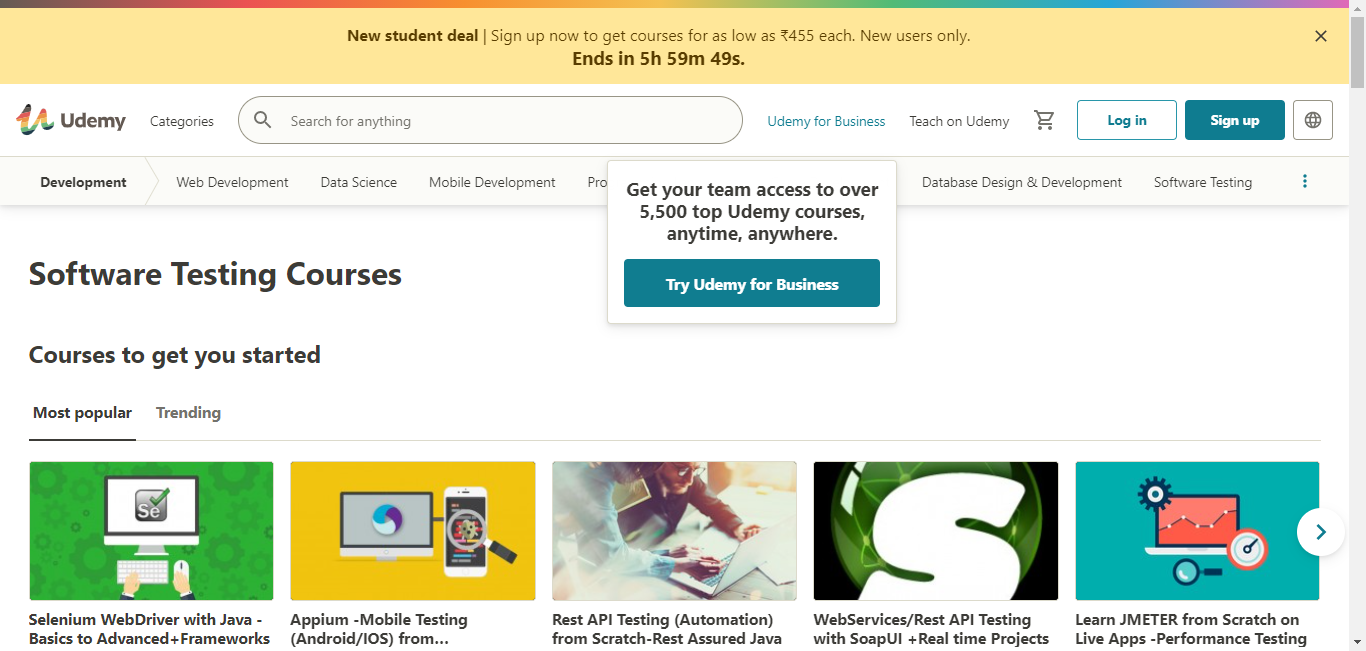 New student deal | Sign up now to get courses for as low as ₹455 each. New users only.
Ends in 5h 59m 49s.
Udemy
Categories
Search for anything
Udemy for Business
Teach on Udemy
Log in
Sign up
Development
Web Development
Data Science
Mobile Development
Pro
Database Design & Development
Software Testing
Get your team access to over
5,500 top Udemy courses,
anytime, anywhere.
Try Udemy for Business
Software Testing Courses
Courses to get you started
Most popular
Trending
Se
S
Selenium WebDriver with Java -
Basics to Advanced+Frameworks
Appium -Mobile Testing
(Android/IOS) from...
Rest API Testing (Automation)
from Scratch-Rest Assured Java
WebServices/Rest API Testing
with SoapUI +Real time Projects
Learn JMETER from Scratch on
Live Apps -Performance Testing